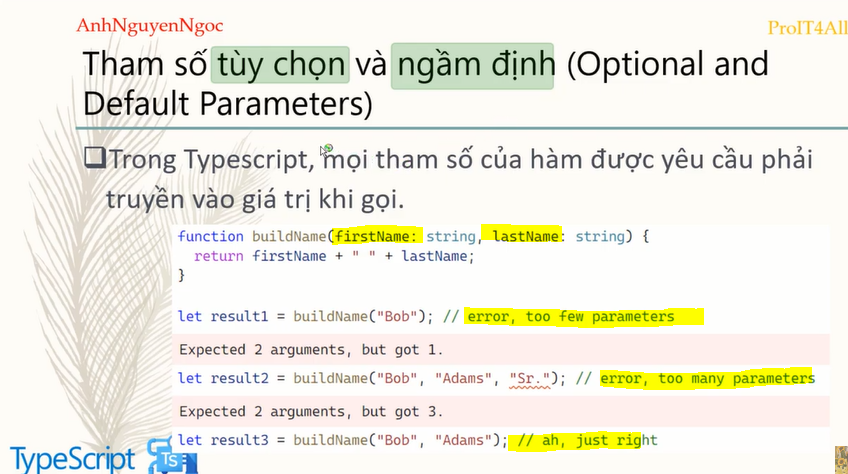 AnhNguyenNgoc
ProIT4All
Tham số tùy chọn và ngầm định (Optional and
Default Parameters)
Trong Typescript, mọi tham số của hàm được yêu cầu phải
truyền vào giá trị khi gọi.
function buildName(firstName: string, lastName: string) {
return firstName + " " + lastName;
}
let result1 = buildName("Bob"); // error, too few parameters
Expected 2 arguments, but got 1.
let result2 = buildName("Bob", "Adams", "Sr."); // error, too many parameters
Expected 2 arguments, but got 3.
let result3 = buildName("Bob", "Adams"); // ah, just right
TypeScript
TS